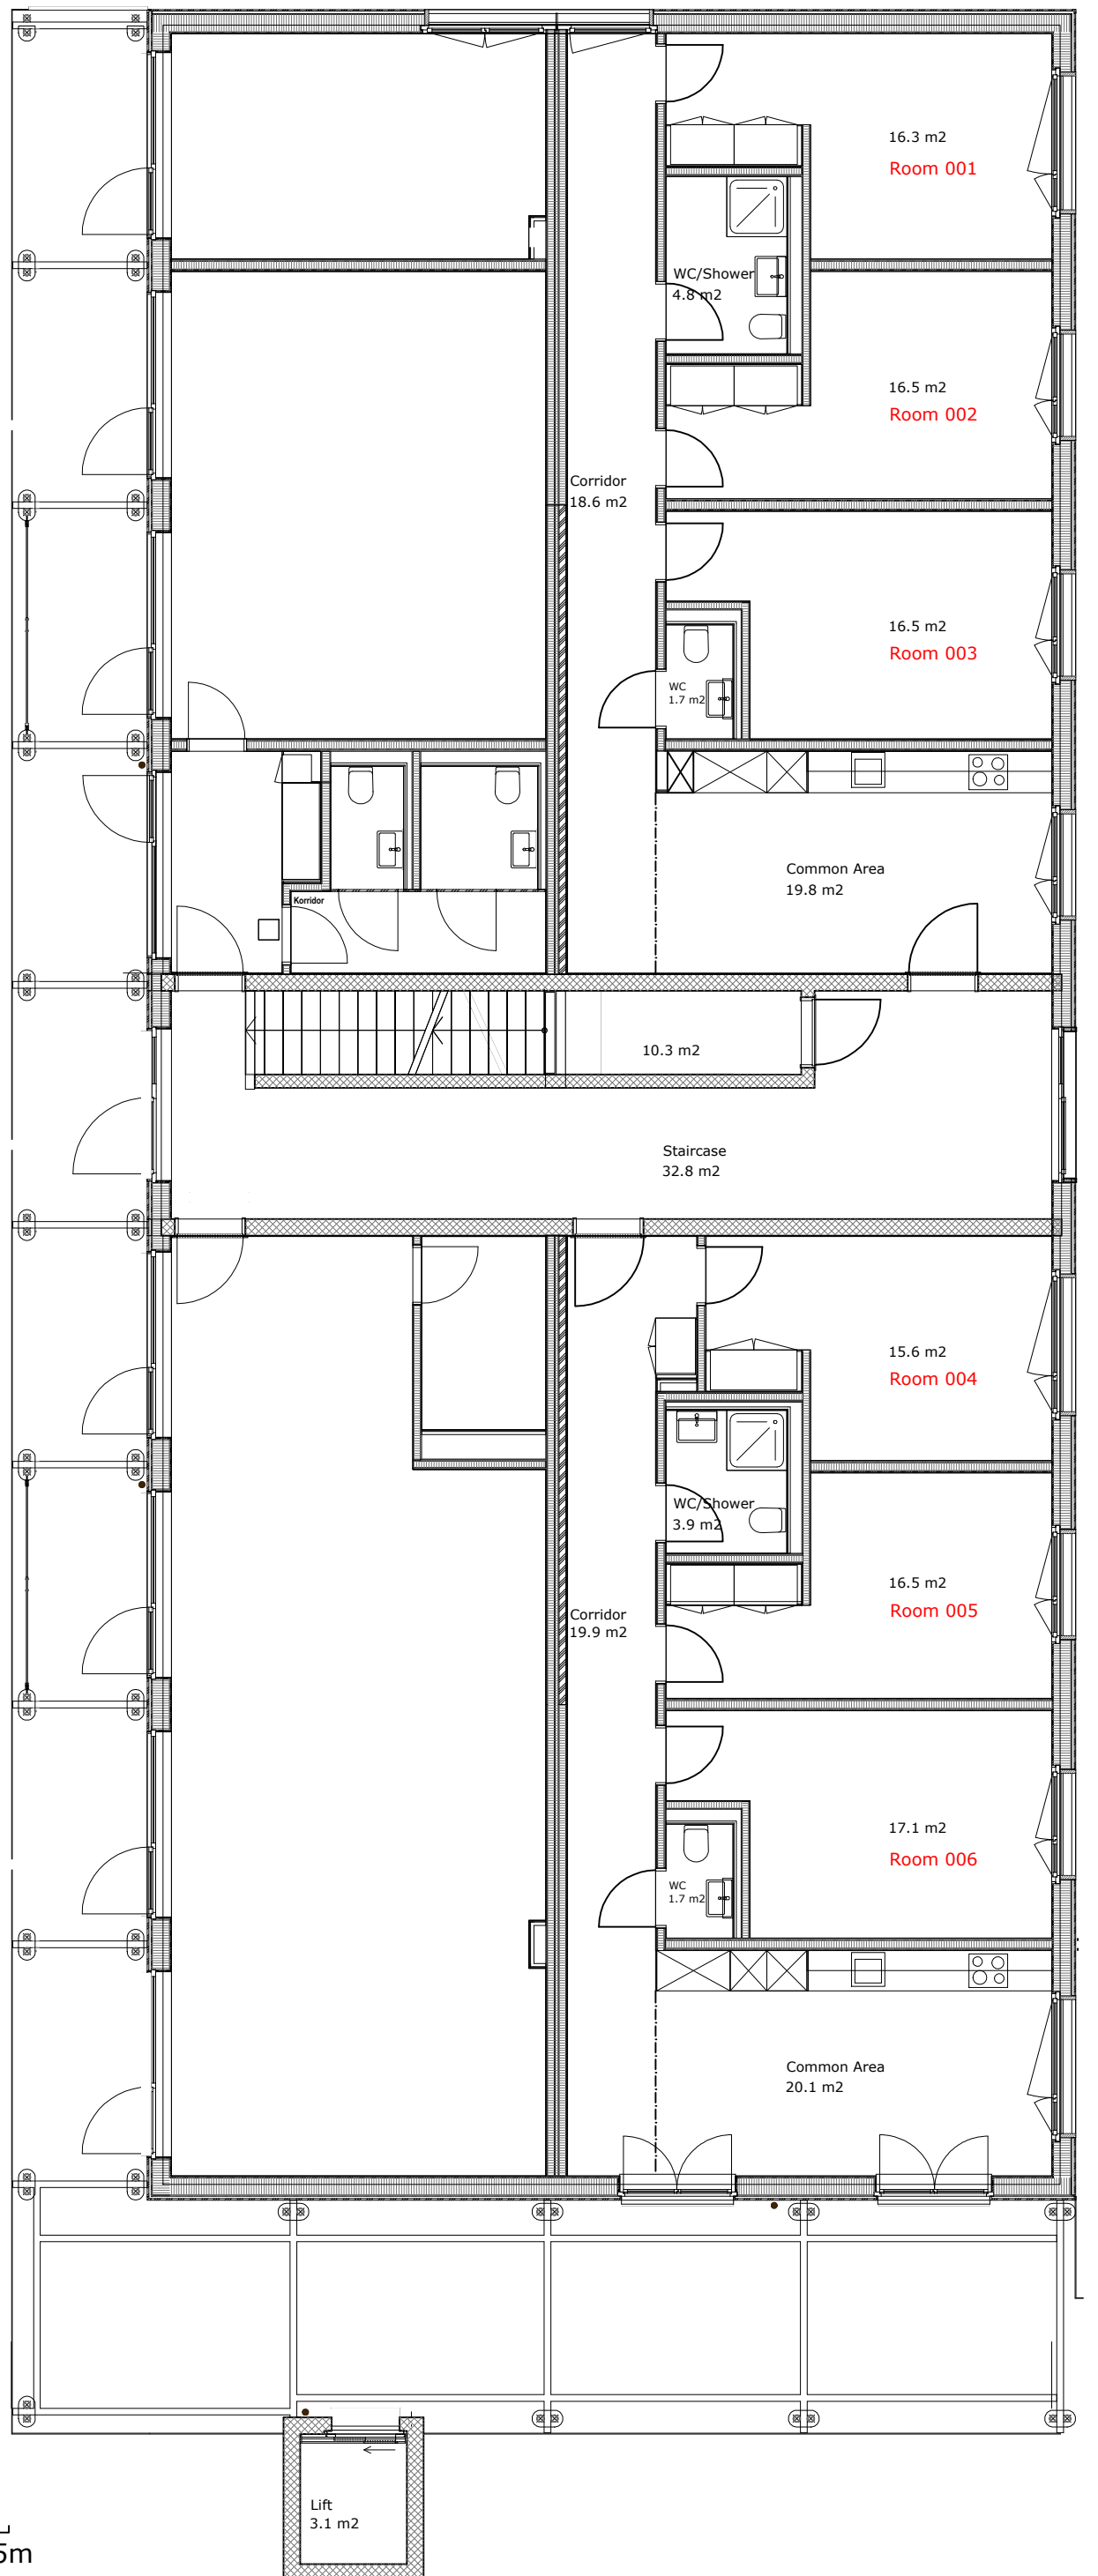 16.3 m2
Room 001
WC/Shower
4.8 m2
16.5 m2
Room 002
Corridor
18.6 m2
16.5 m2
Room 003
WC
1.7 m2
Common Area
19.8 m2
Korridor
10.3 m2
Staircase
32.8 m2
15.6 m2
Room 004
WC/Shower
3.9 m2
16.5 m2
Room 005
Corridor
19.9 m2
17.1 m2
Room 006
WC
1.7 m2
Common Area
20.1 m2
Lift
3.1 m2
5m